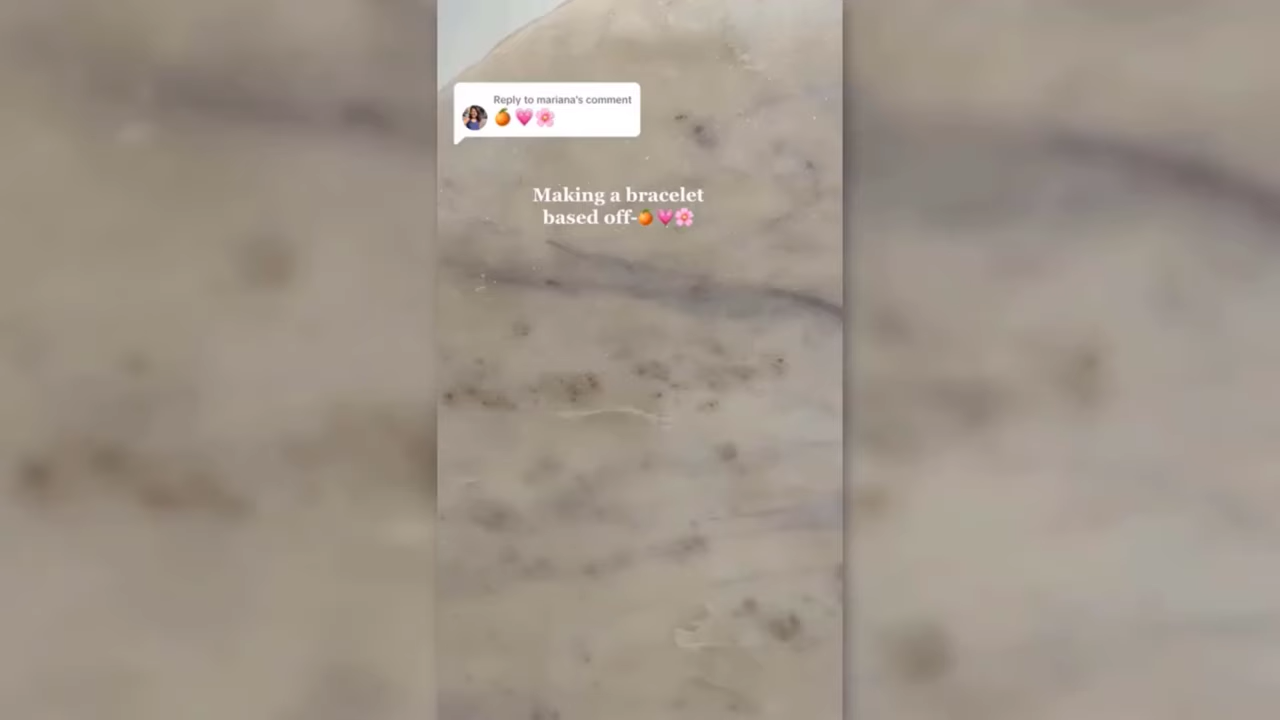 Reply to mariana's comment
🍊💗🌸
Making a bracelet
based off-🍊💗🌸